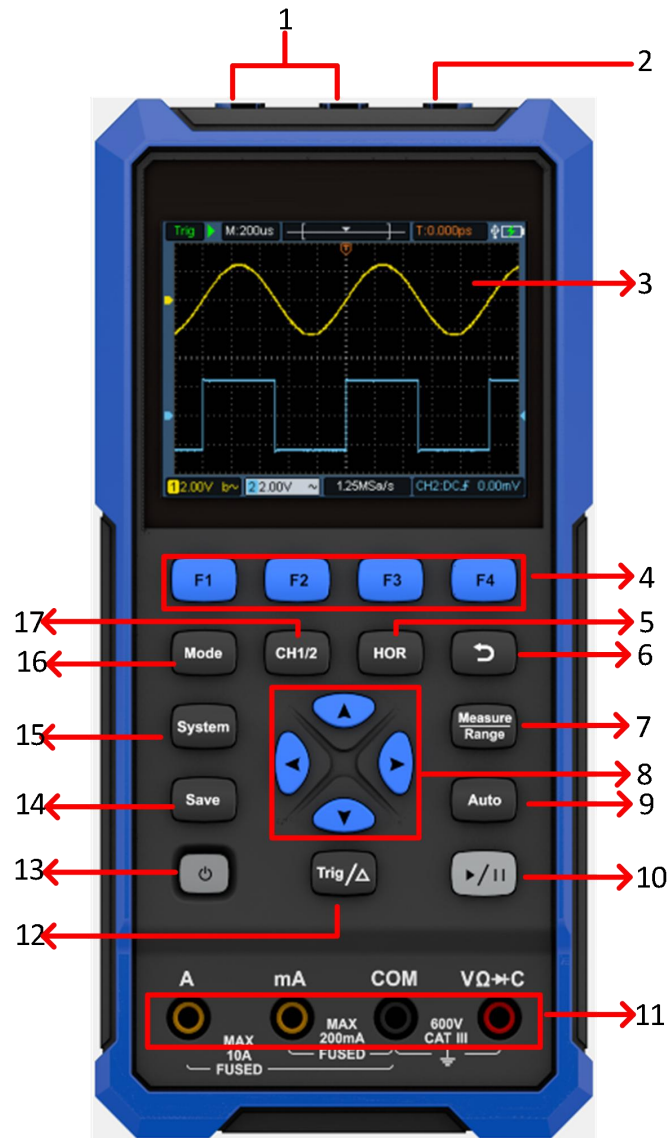 1
2
Trig M:200us T:0.000ps
T
3
1 2.00V b~ 2 2.00V ~ 1.25MSa/s CH2:DC 0.00mV
F1 F2 F3 F4 4
17 5
16 Mode CH1/2 HOR 6
15 System Measure Range 7
8
14 Save Auto 9
13 Trig/△ ▶/II 10
12
A mA COM VΩC
11
MAX 10A FUSED
MAX 200mA FUSED
600V CAT III